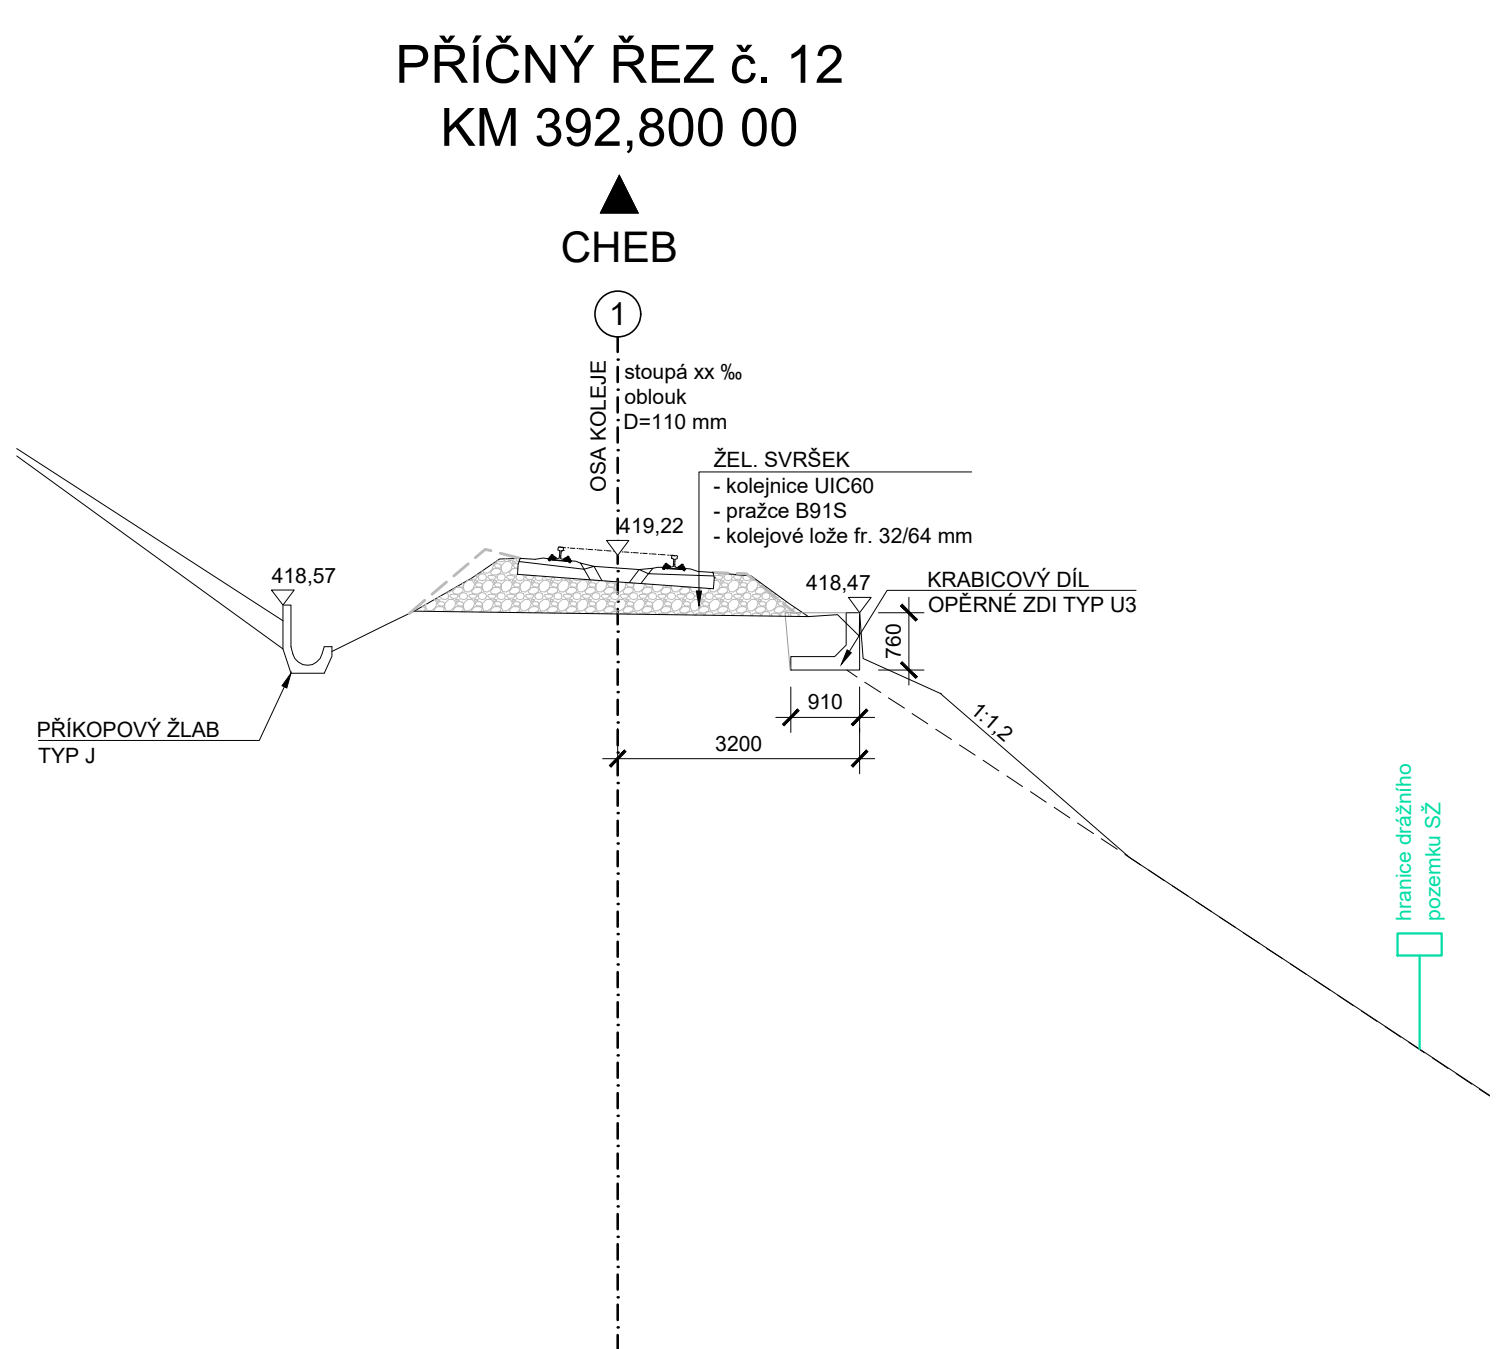 PŘÍČNÝ ŘEZ č. 12
KM 392,800 00
CHEB
1
OSA KOLEJE
stoupá xx ‰
oblouk
D=110 mm
ŽEL. SVRŠEK
- kolejnice UIC60
- pražce B91S
- kolejové lože fr. 32/64 mm
419,22
418,57
418,47
KRABICOVÝ DÍL
OPĚRNÉ ZDI TYP U3
760
910
3200
1:1,2
PŘÍKOPOVÝ ŽLAB
TYP J
hranice drážního
pozemku SŽ